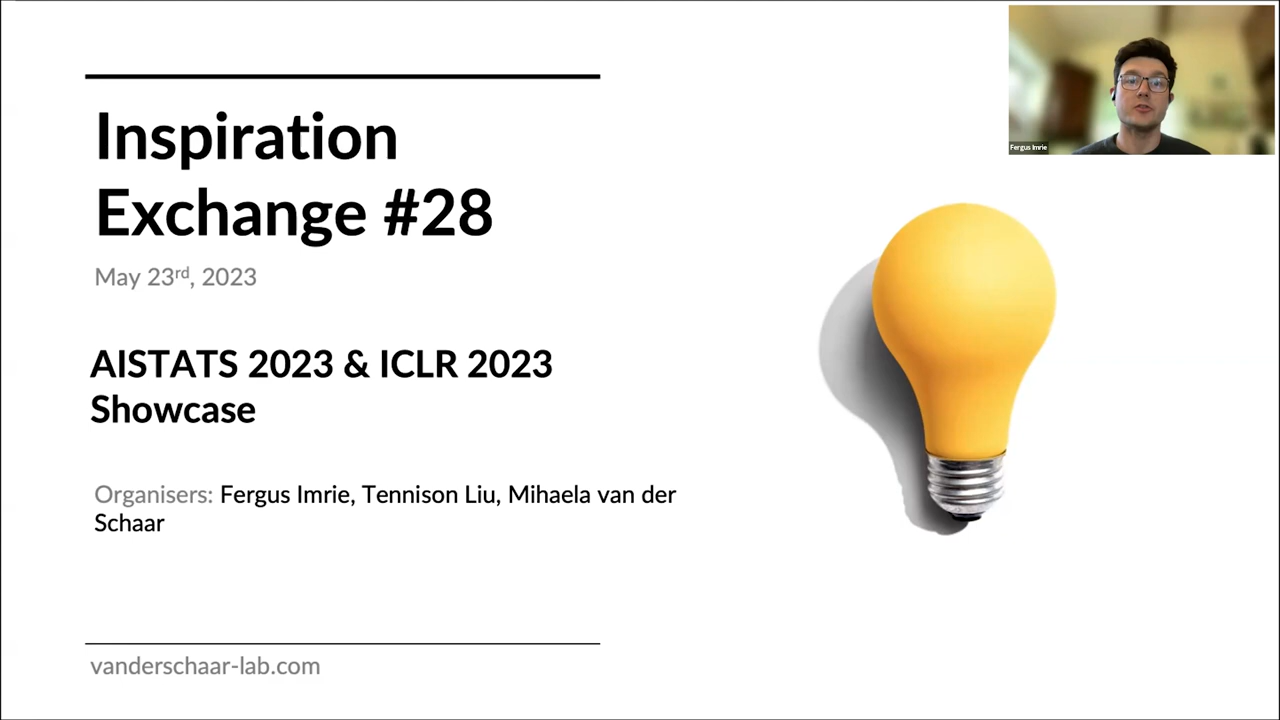 Fergus Imrie
Inspiration
Exchange #28
May 23rd, 2023
AISTATS 2023 & ICLR 2023
Showcase
Organisers: Fergus Imrie, Tennison Liu, Mihaela van der
Schaar
vanderschaar-lab.com